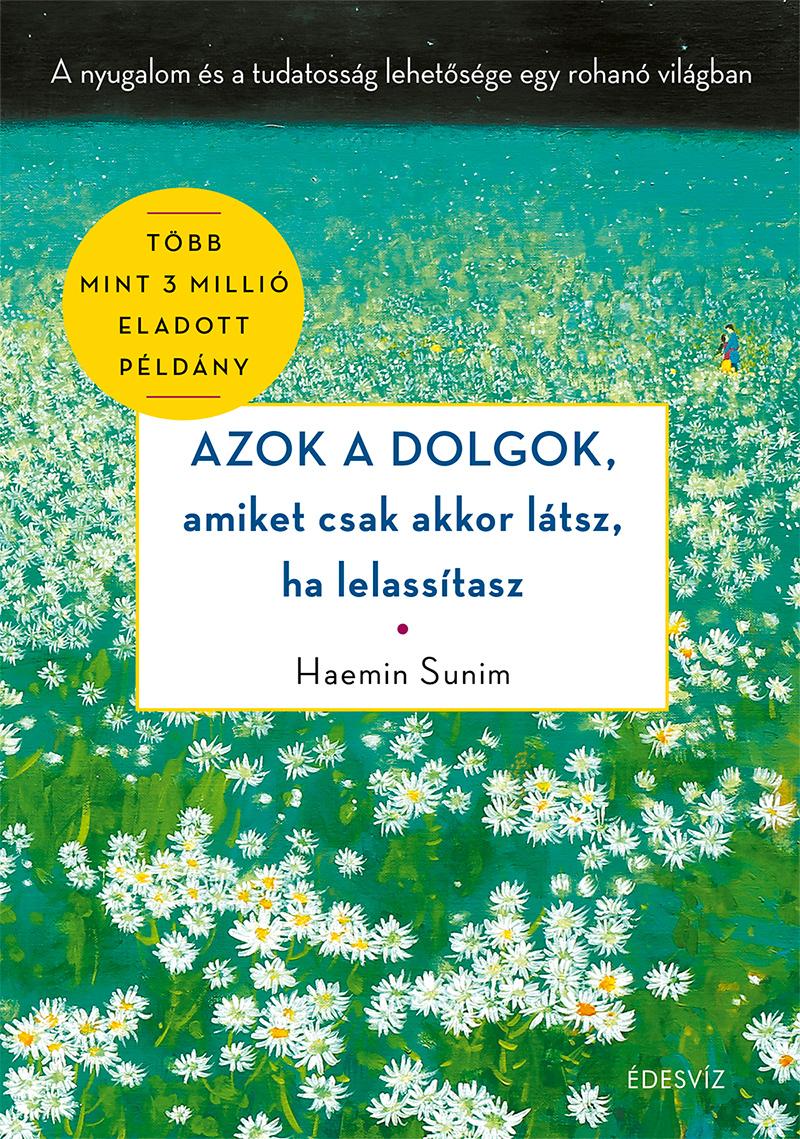 A nyugalom és a tudatosság lehetősége egy rohanó világban
TÖBB
MINT 3 MILLIÓ
ELADOTT
PÉLDÁNY
AZOK A DOLGOK,
amiket csak akkor látsz,
ha lelassítasz
Haemin Sunim
ÉDESVÍZ